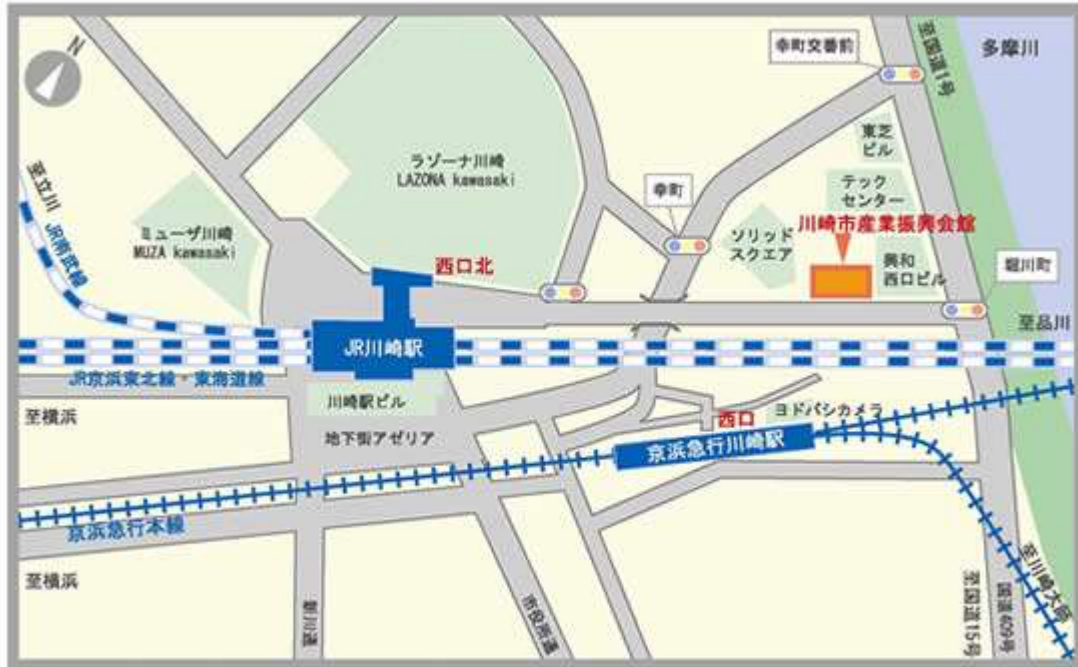 N
幸町交番前
至国道1号
多摩川
東芝
ビル
ラゾーナ川崎
LAZONA kawasaki
至立川
JR南武線
幸町
テック
センター
川崎市産業振興会館
ミューザ川崎
MUZA kawasaki
ソリッド
スクエア
興和
西口ビル
堀川町
西口北
至品川
JR川崎駅
JR京浜東北線・東海道線
川崎駅ビル
至横浜
西口
ヨドバシカメラ
地下街アゼリア
京浜急行川崎駅
京浜急行本線
至横浜
新川通
市役所通
至国道15号
国道409号
至川崎大師